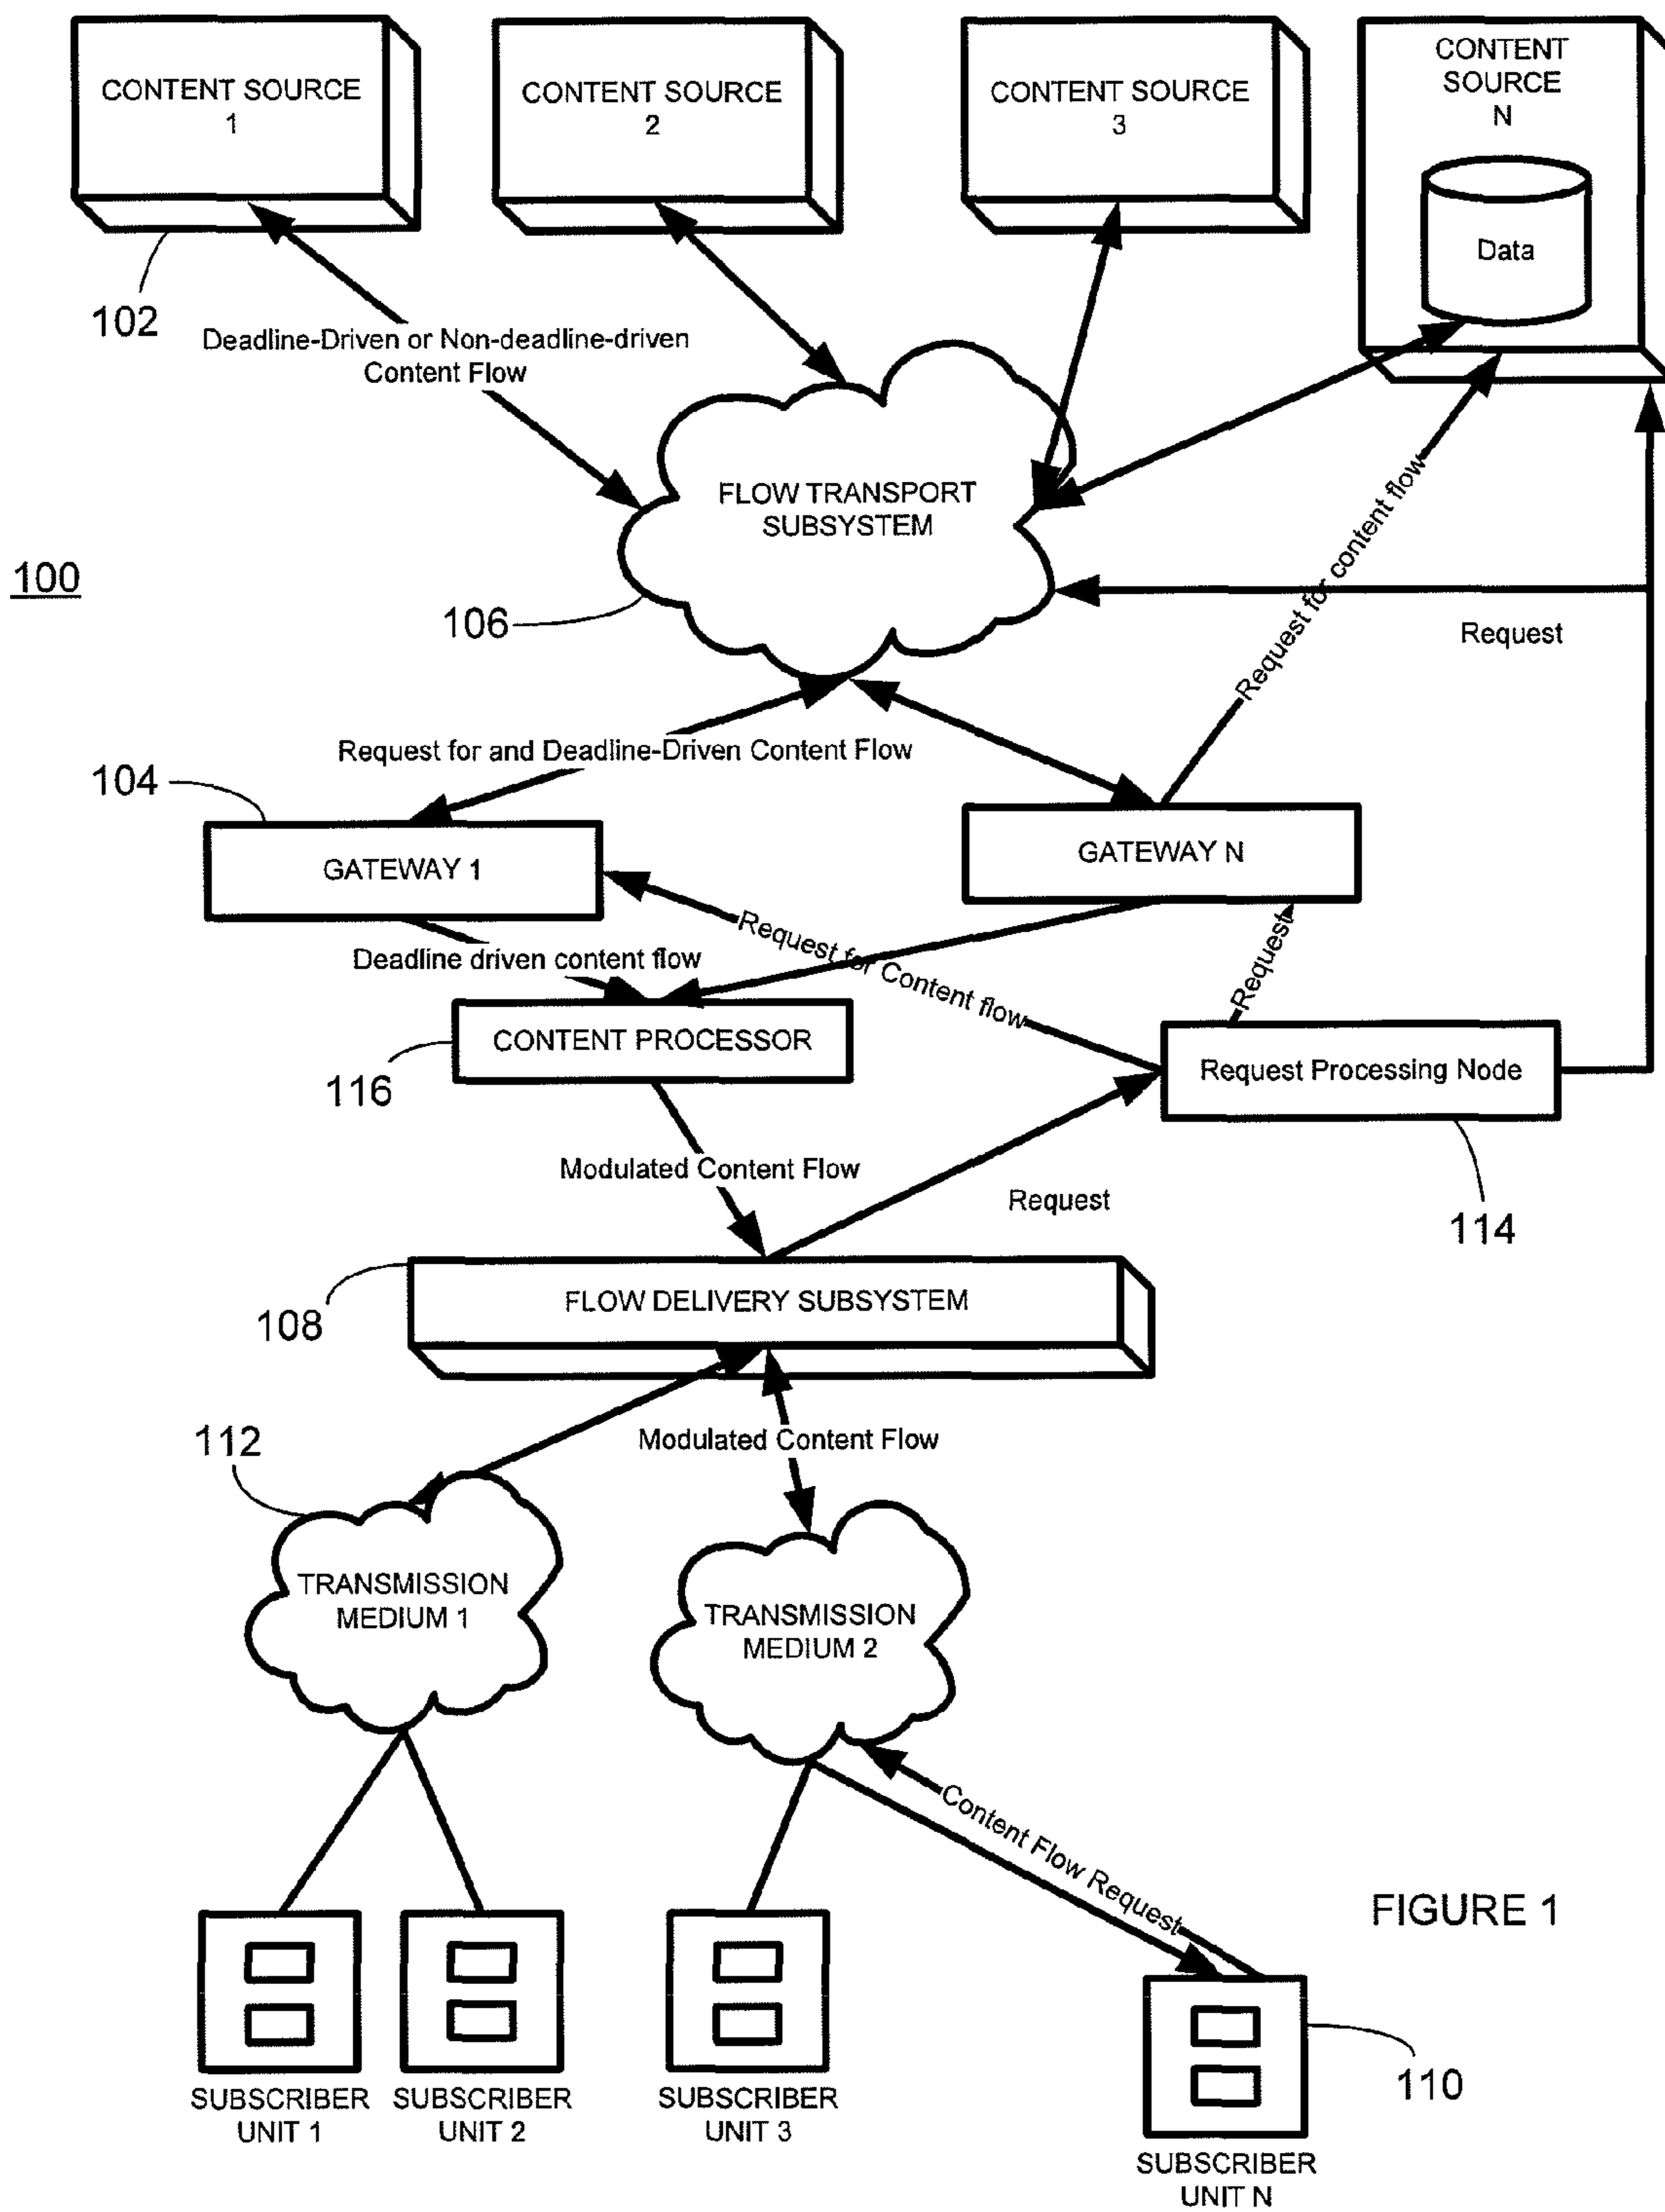 CONTENT SOURCE
1
CONTENT SOURCE
2
CONTENT SOURCE
3
CONTENT
SOURCE
N
Data
102
Deadline-Driven or Non-deadline-driven
Content Flow
FLOW TRANSPORT
SUBSYSTEM
100
106
Request for content flow
Request
Request for and Deadline-Driven Content Flow
104
GATEWAY 1
GATEWAY N
Request for Content flow
Request
Deadline driven content flow
CONTENT PROCESSOR
116
Request Processing Node
114
Modulated Content Flow
Request
FLOW DELIVERY SUBSYSTEM
108
112
Modulated Content Flow
TRANSMISSION
MEDIUM 1
TRANSMISSION
MEDIUM 2
Content Flow Request
FIGURE 1
110
SUBSCRIBER
UNIT 1
SUBSCRIBER
UNIT 2
SUBSCRIBER
UNIT 3
SUBSCRIBER
UNIT N